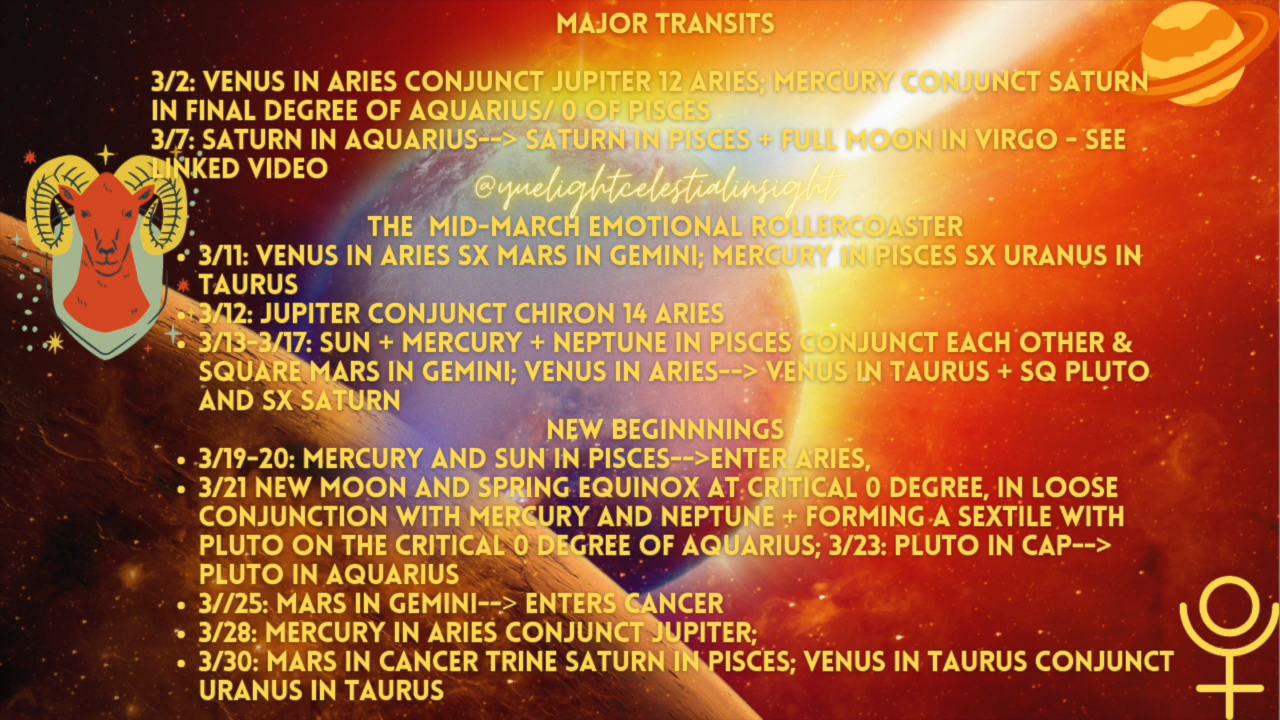 MAJOR TRANSITS
3/2: VENUS IN ARIES CONJUNCT JUPITER 12 ARIES; MERCURY CONJUNCT SATURN
IN FINAL DEGREE OF AQUARIUS/ 0 OF PISCES
3/7: SATURN IN AQUARIUS--> SATURN IN PISCES + FULL MOON IN VIRGO - SEE
LINKED VIDEO
@yuelightcelestialinsight
THE MID-MARCH EMOTIONAL ROLLERCOASTER
• 3/11: VENUS IN ARIES SX MARS IN GEMINI; MERCURY IN PISCES SX URANUS IN
TAURUS
• 3/12: JUPITER CONJUNCT CHIRON 14 ARIES
• 3/13-3/17: SUN + MERCURY + NEPTUNE IN PISCES CONJUNCT EACH OTHER &
SQUARE MARS IN GEMINI; VENUS IN ARIES--> VENUS IN TAURUS + SQ PLUTO
AND SX SATURN
NEW BEGINNNINGS
• 3/19-20: MERCURY AND SUN IN PISCES-->ENTER ARIES,
• 3/21 NEW MOON AND SPRING EQUINOX AT CRITICAL 0 DEGREE, IN LOOSE
CONJUNCTION WITH MERCURY AND NEPTUNE + FORMING A SEXTILE WITH
PLUTO ON THE CRITICAL 0 DEGREE OF AQUARIUS; 3/23: PLUTO IN CAP-->
PLUTO IN AQUARIUS
• 3//25: MARS IN GEMINI--> ENTERS CANCER
• 3/28: MERCURY IN ARIES CONJUNCT JUPITER;
• 3/30: MARS IN CANCER TRINE SATURN IN PISCES; VENUS IN TAURUS CONJUNCT
URANUS IN TAURUS